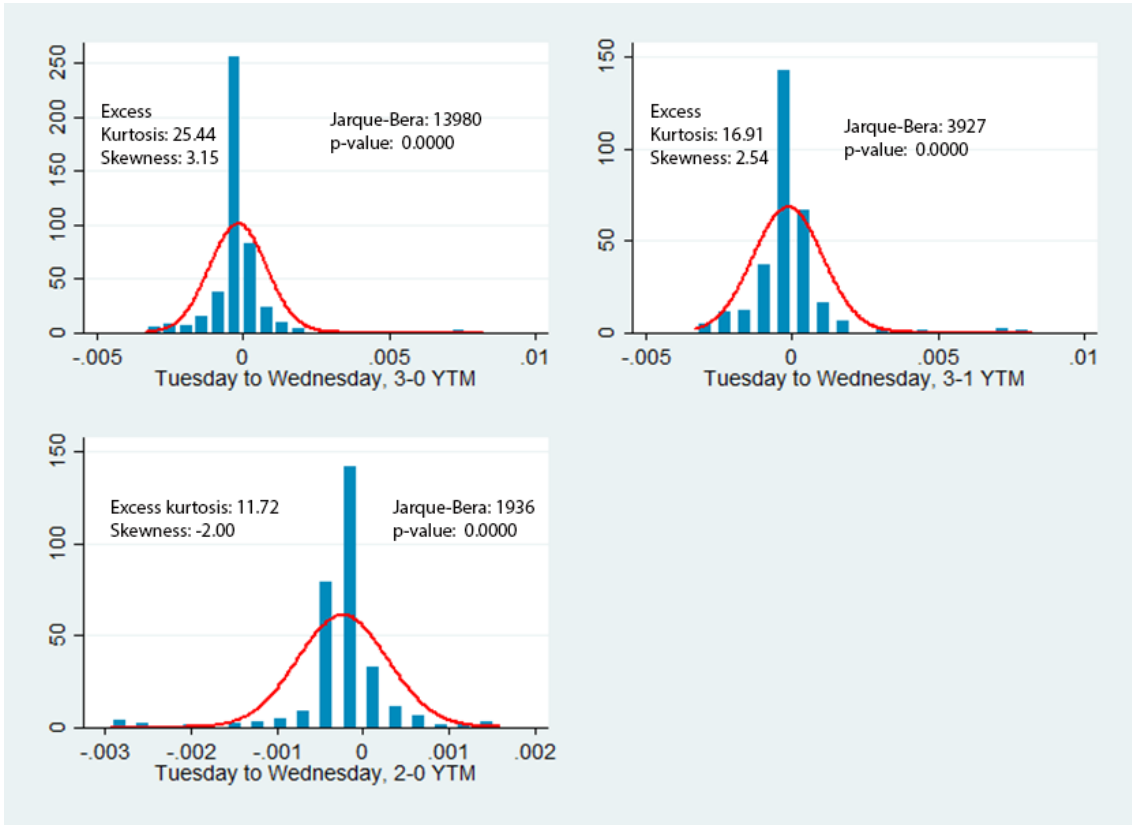 250
200
150
100
50
0
Excess
Kurtosis: 25.44
Skewness: 3.15
Jarque-Bera: 13980
p-value: 0.0000
-.005 0 .005 .01
Tuesday to Wednesday, 3-0 YTM
150
100
50
0
Excess
Kurtosis: 16.91
Skewness: 2.54
Jarque-Bera: 3927
p-value: 0.0000
-.005 0 .005 .01
Tuesday to Wednesday, 3-1 YTM
150
100
50
0
Excess kurtosis: 11.72
Skewness: -2.00
Jarque-Bera: 1936
p-value: 0.0000
-.003 -.002 -.001 0 .001 .002
Tuesday to Wednesday, 2-0 YTM